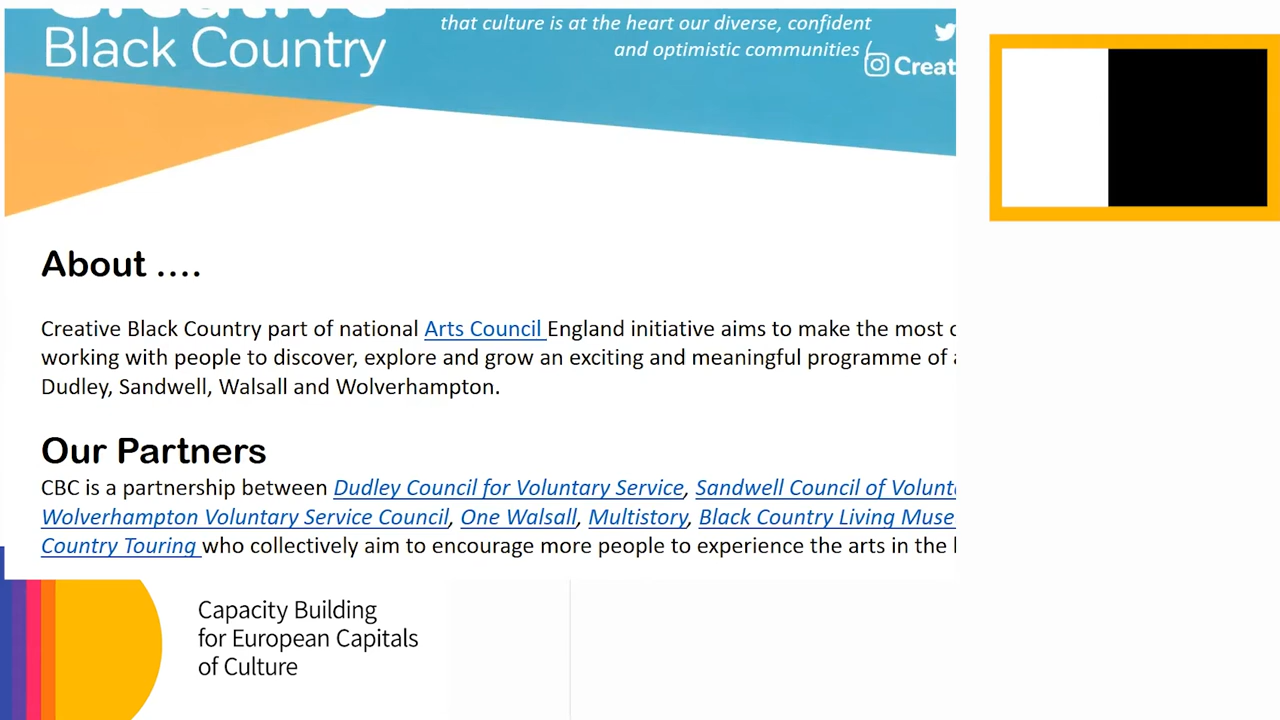 Creative
Black Country
that culture is at the heart our diverse, confident
and optimistic communities (
Creat
About ....
Creative Black Country part of national Arts Council England initiative aims to make the most
working with people to discover, explore and grow an exciting and meaningful programme of
Dudley, Sandwell, Walsall and Wolverhampton.
Our Partners
CBC is a partnership between Dudley Council for Voluntary Service, Sandwell Council of Volunt
Wolverhampton Voluntary Service Council, One Walsall, Multistory, Black Country Living Muse
Country Touring who collectively aim to encourage more people to experience the arts in the
Capacity Building
for European Capitals
of Culture